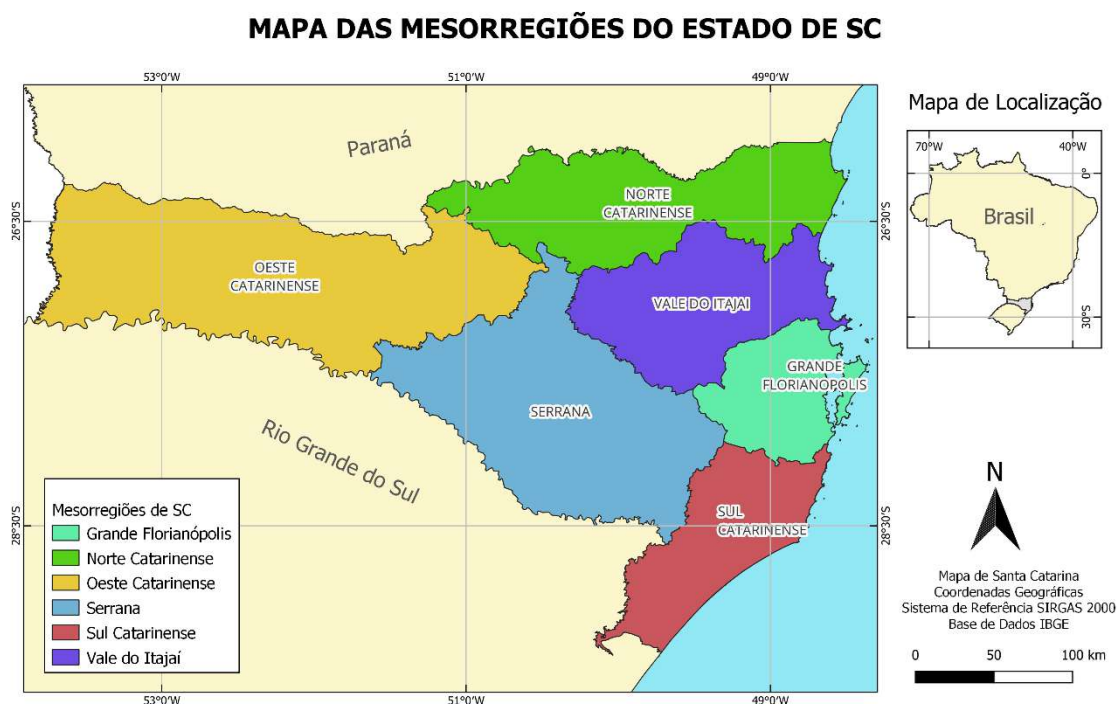 MAPA DAS MESORREGIÕES DO ESTADO DE SC
53°0'W
51°0'W
49°0'W
Paraná
NORTE
CATARINENSE
26°30'S
26°30'S
OESTE
CATARINENSE
VALE DO ITAJAI
GRANDE
FLORIANOPOLIS
SERRANA
Rio Grande do Sul
SUL
CATARINENSE
28°30'S
28°30'S
Mesorregiões de SC
Grande Florianópolis
Norte Catarinense
Oeste Catarinense
Serrana
Sul Catarinense
Vale do Itajaí
53°0'W
51°0'W
49°0'W
Mapa de Localização
70°W
40°W
0°
Brasil
30°S
70°W
40°W
N
Mapa de Santa Catarina
Coordenadas Geográficas
Sistema de Referência SIRGAS 2000
Base de Dados IBGE
0 50 100 km